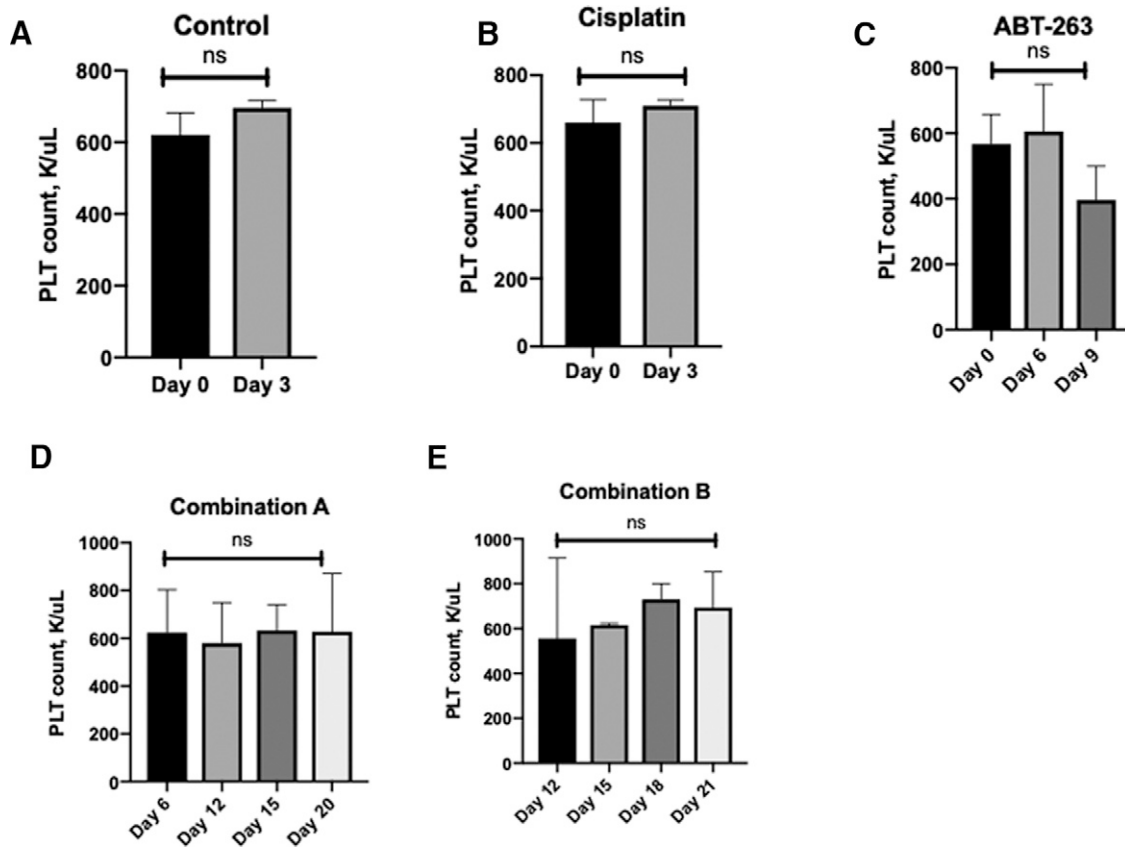 A
Control
ns
800
600
400
200
0
PLT count, K/uL
Day 0
Day 3
B
Cisplatin
ns
800
600
400
200
0
PLT count, K/uL
Day 0
Day 3
C
ABT-263
ns
800
600
400
200
0
PLT count, K/uL
Day 0
Day 6
Day 9
D
Combination A
ns
1000
800
600
400
200
0
PLT count, K/uL
Day 6
Day 12
Day 15
Day 20
E
Combination B
ns
1000
800
600
400
200
0
PLT count, K/uL
Day 12
Day 15
Day 18
Day 21